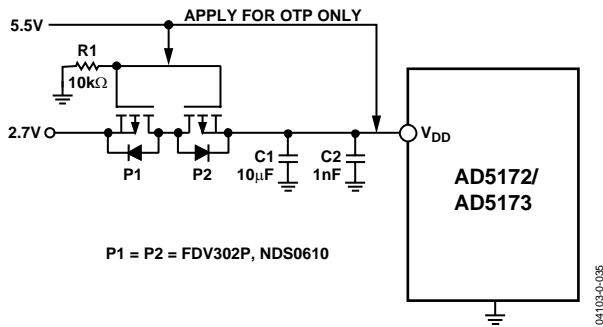 5.5V
APPLY FOR OTP ONLY
R1
10kΩ
2.7V
P1
P2
C1
10µF
C2
1nF
VDD
AD5172/
AD5173
P1 = P2 = FDV302P, NDS0610
04103-0-035